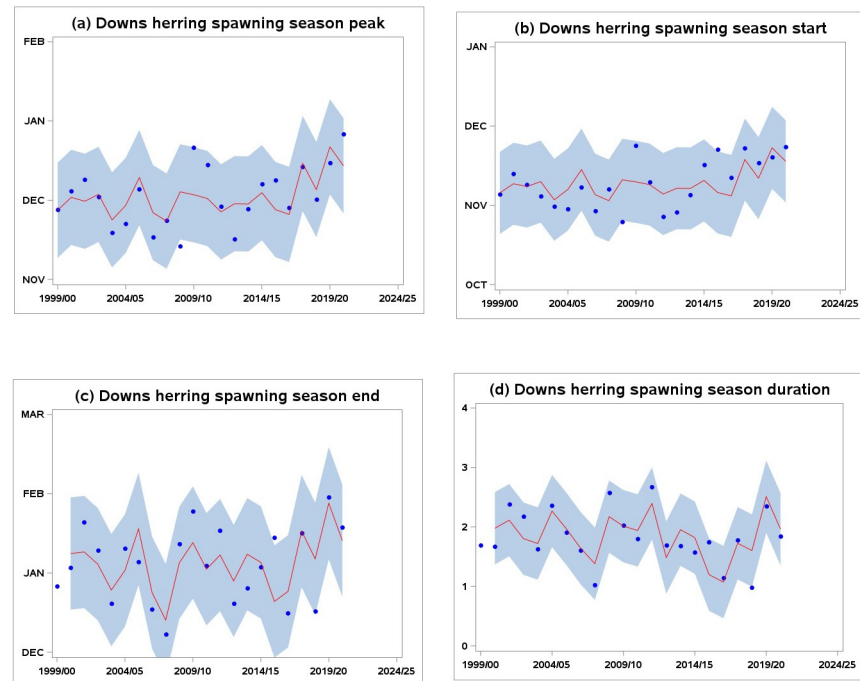 (a) Downs herring spawning season peak
FEB
JAN
DEC
NOV
1999/00 2004/05 2009/10 2014/15 2019/20 2024/25
(b) Downs herring spawning season start
JAN
DEC
NOV
OCT
1999/00 2004/05 2009/10 2014/15 2019/20 2024/25
(c) Downs herring spawning season end
MAR
FEB
JAN
DEC
1999/00 2004/05 2009/10 2014/15 2019/20 2024/25
(d) Downs herring spawning season duration
4
3
2
1
0
1999/00 2004/05 2009/10 2014/15 2019/20 2024/25